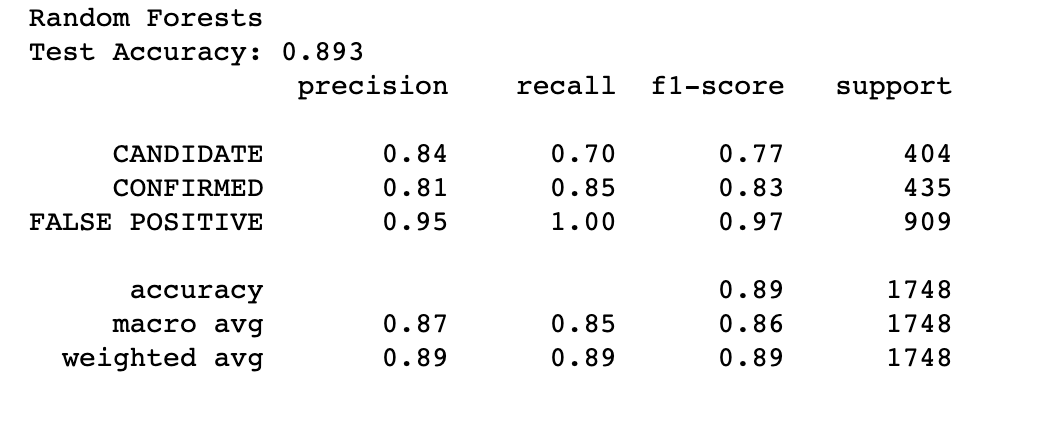 Random Forests
Test Accuracy: 0.893
precision recall f1-score support
CANDIDATE 0.84 0.70 0.77 404
CONFIRMED 0.81 0.85 0.83 435
FALSE POSITIVE 0.95 1.00 0.97 909
accuracy 0.89 1748
macro avg 0.87 0.85 0.86 1748
weighted avg 0.89 0.89 0.89 1748